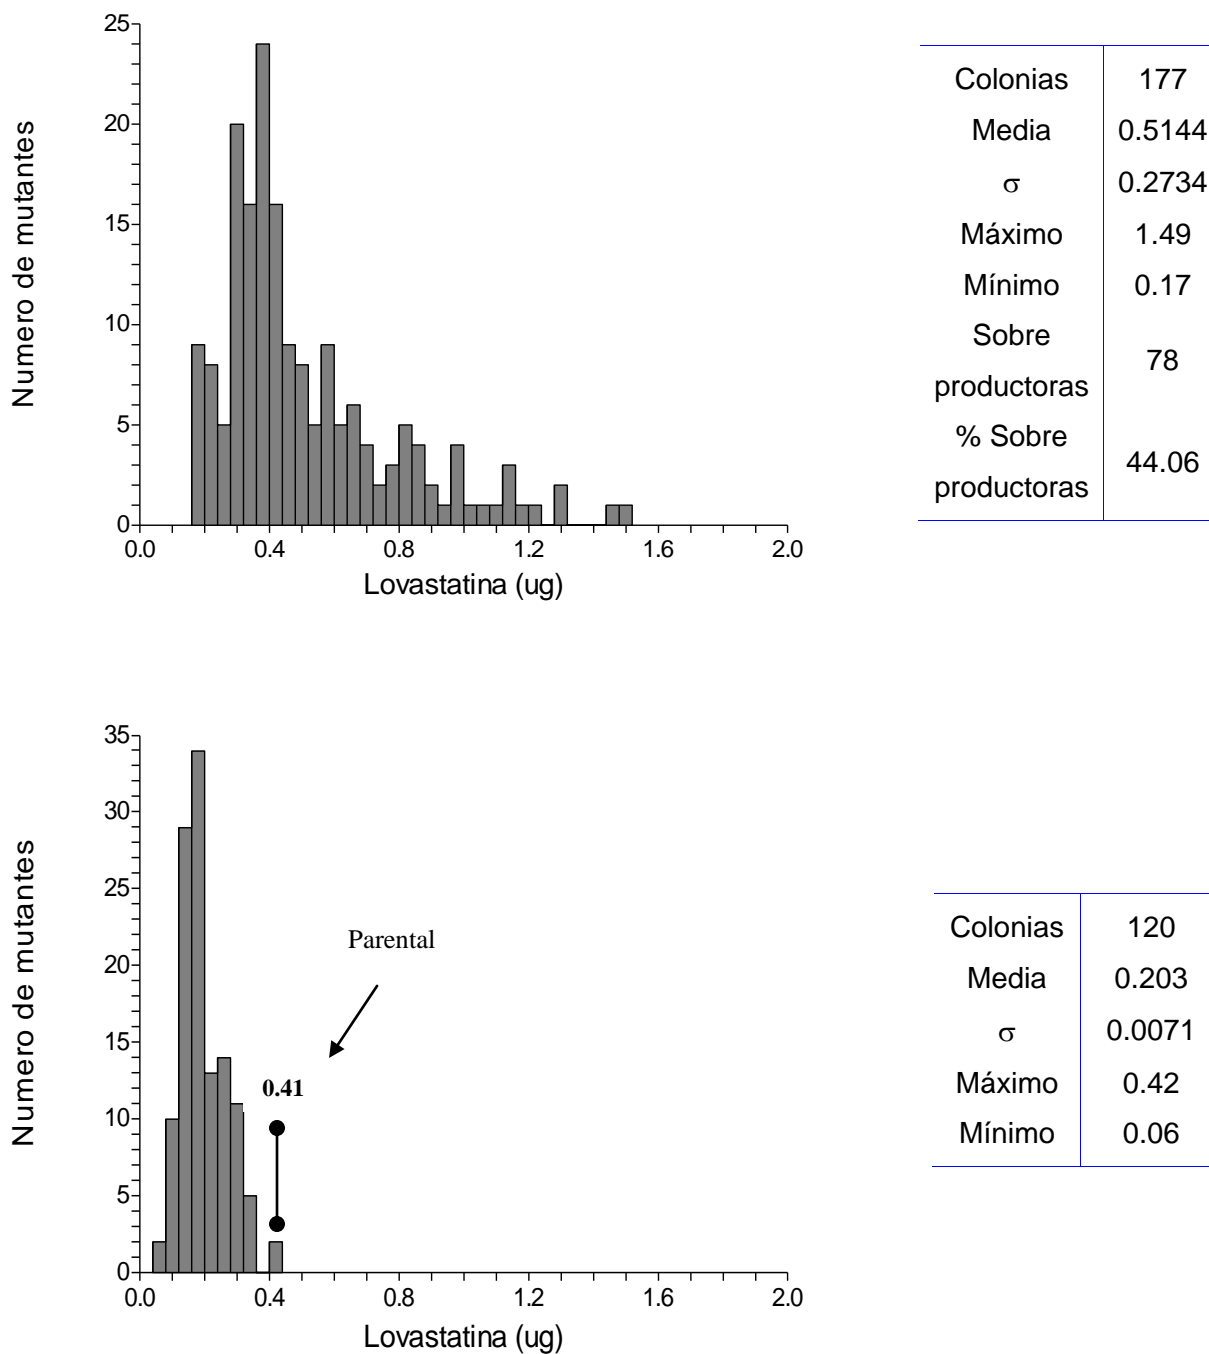 25
20
15
10
5
0
Numero de mutantes
0.0 0.4 0.8 1.2 1.6 2.0
Lovastatina (ug)
Colonias 177
Media 0.5144
σ 0.2734
Máximo 1.49
Mínimo 0.17
Sobre
productoras 78
% Sobre
productoras 44.06
35
30
25
20
15
10
5
0
Numero de mutantes
Parental
0.41
0.0 0.4 0.8 1.2 1.6 2.0
Lovastatina (ug)
Colonias 120
Media 0.203
σ 0.0071
Máximo 0.42
Mínimo 0.06